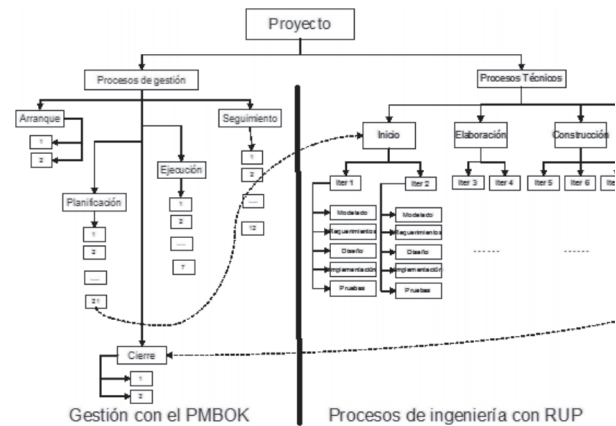 Proyecto
Procesos de gestión
Procesos Técnicos
Arranque
1
2
Seguimiento
1
2
.....
12
Ejecución
1
2
.....
7
Planificación
1
2
.....
21
Cierre
1
2
Inicio
Elaboración
Construcción
Iter 1
Iter 2
Iter 3
Iter 4
Iter 5
Iter 6
Modelado
Requerimientos
Diseño
Implementación
Pruebas
Modelado
Requerimientos
Diseño
Implementación
Pruebas
Gestión con el PMBOK
Procesos de ingeniería con RUP